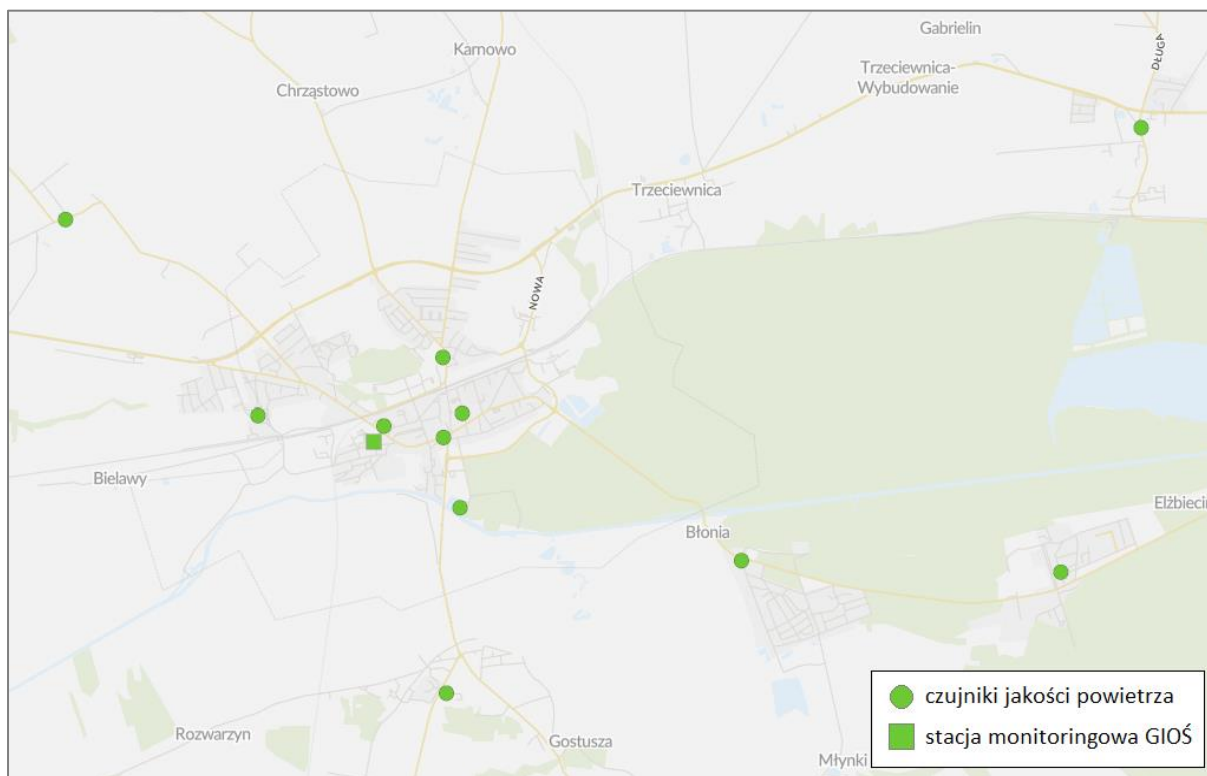 Gabrielin
Karnowo
DŁUGA
Trzeciewnica-
Wybudowanie
Chrząstowo
Trzeciewnica
NOWA
Bielawy
Elżbiecin
Błonia
czujniki jakości powietrza
Rozwarzyn
stacja monitoringowa GIOŚ
Gostusza
Młynki